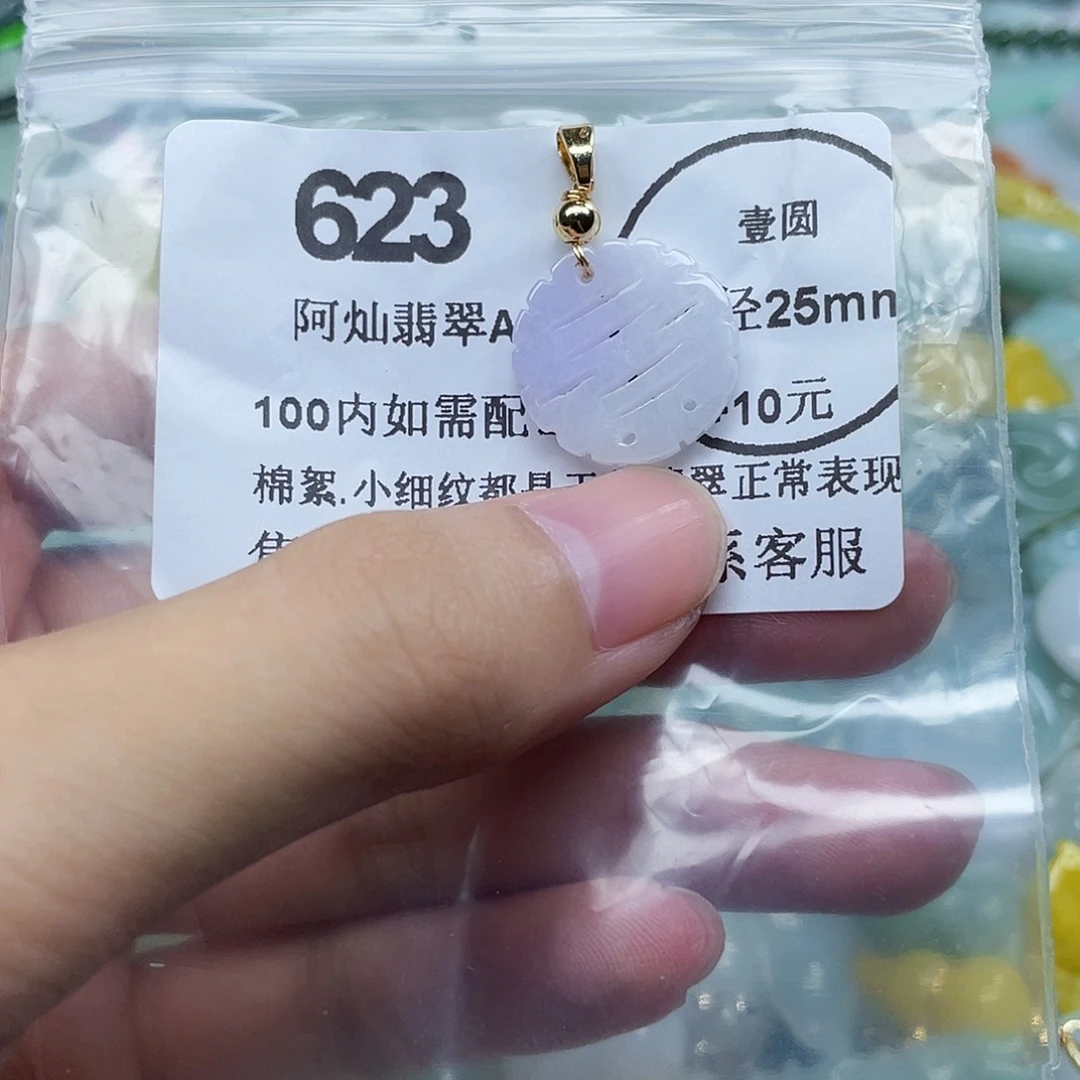 623
壹圆
阿灿翡翠A 径25mm
100内如需配 10元
棉絮.小细纹都是 翠正常表现
系客服